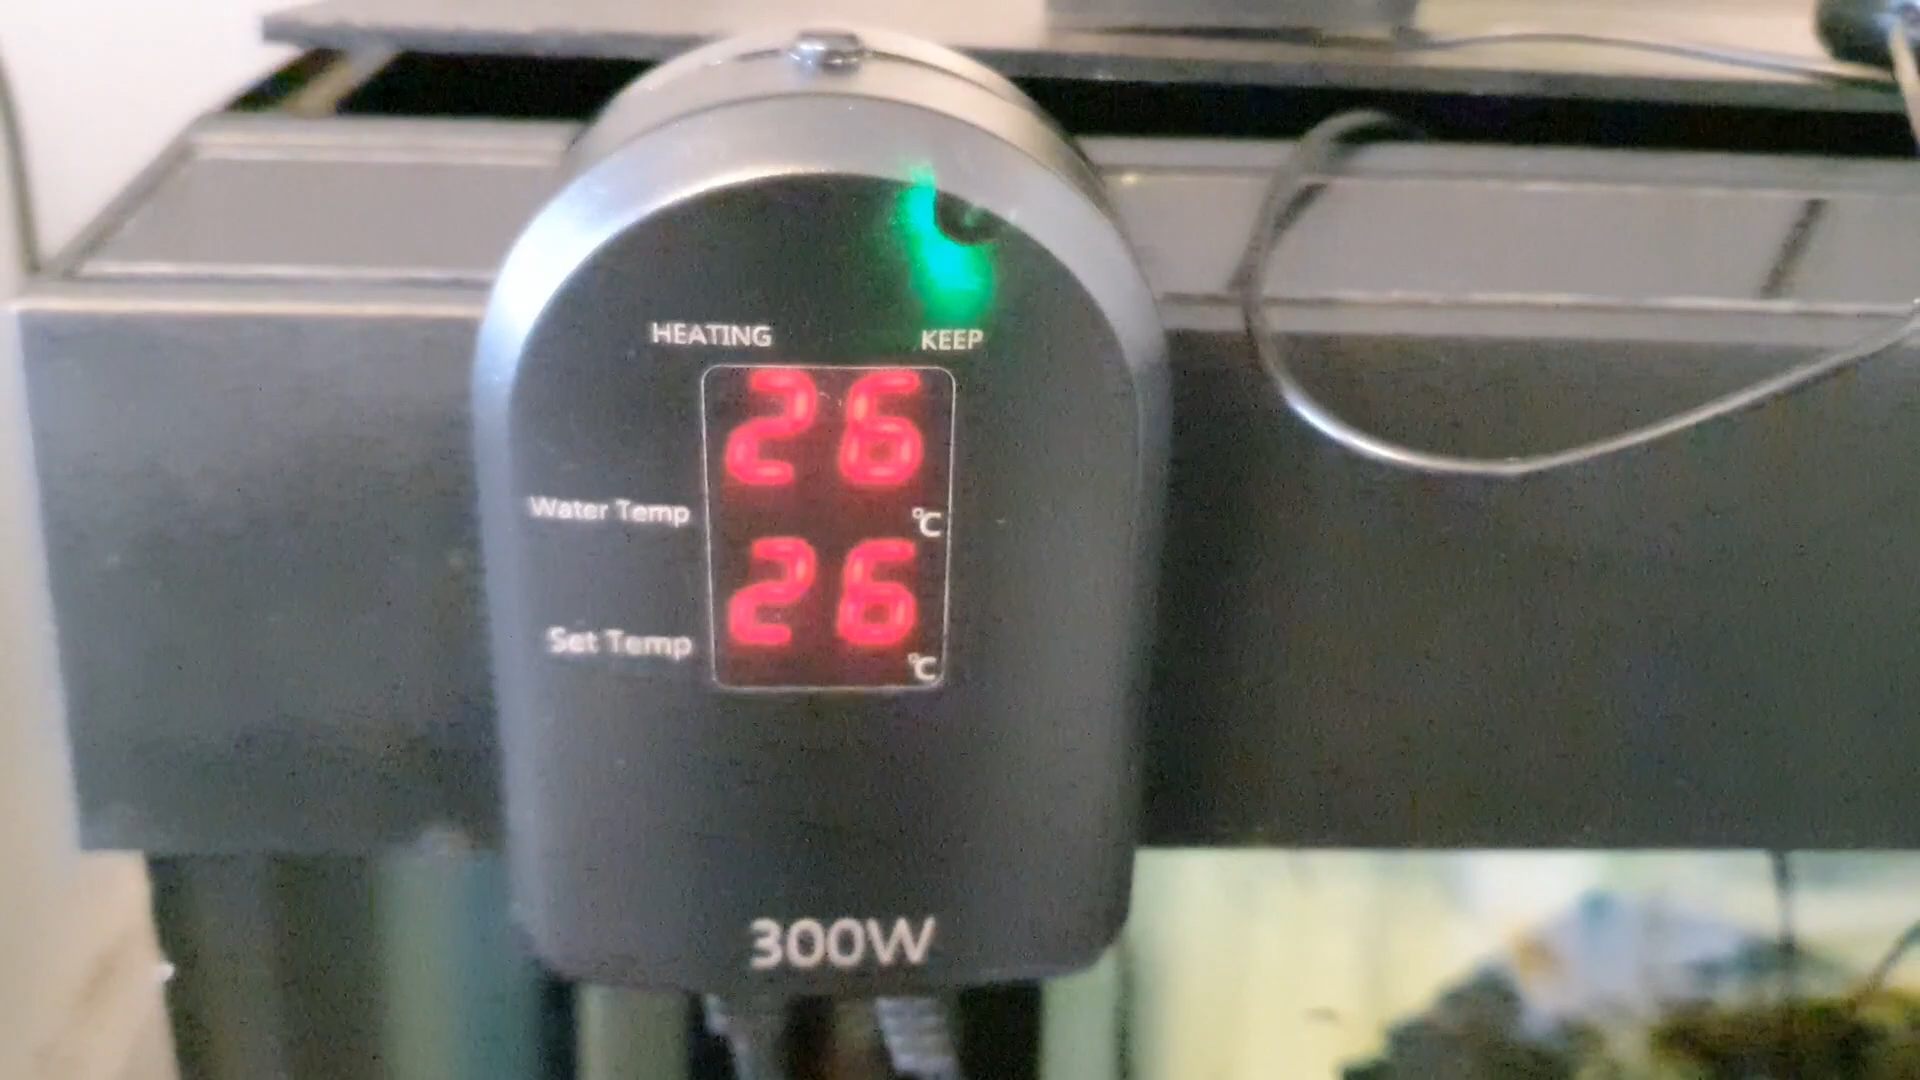 HEATING KEEP
26
Water Temp °C
26
Set Temp °C
300W